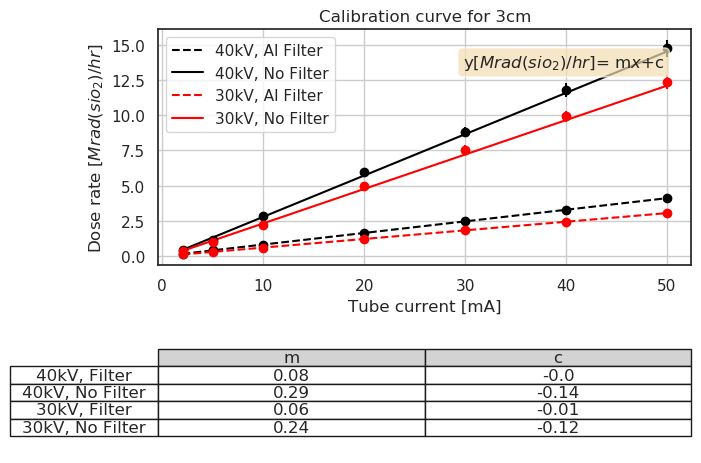 Calibration curve for 3cm
40kV, Al Filter
40kV, No Filter
30kV, Al Filter
30kV, No Filter
y[Mrad(sio₂)/hr]= mx+c
Dose rate [Mrad(sio₂)/hr]
15.0
12.5
10.0
7.5
5.0
2.5
0.0
0 10 20 30 40 50
Tube current [mA]
m c
40kV, Filter 0.08 -0.0
40kV, No Filter 0.29 -0.14
30kV, Filter 0.06 -0.01
30kV, No Filter 0.24 -0.12